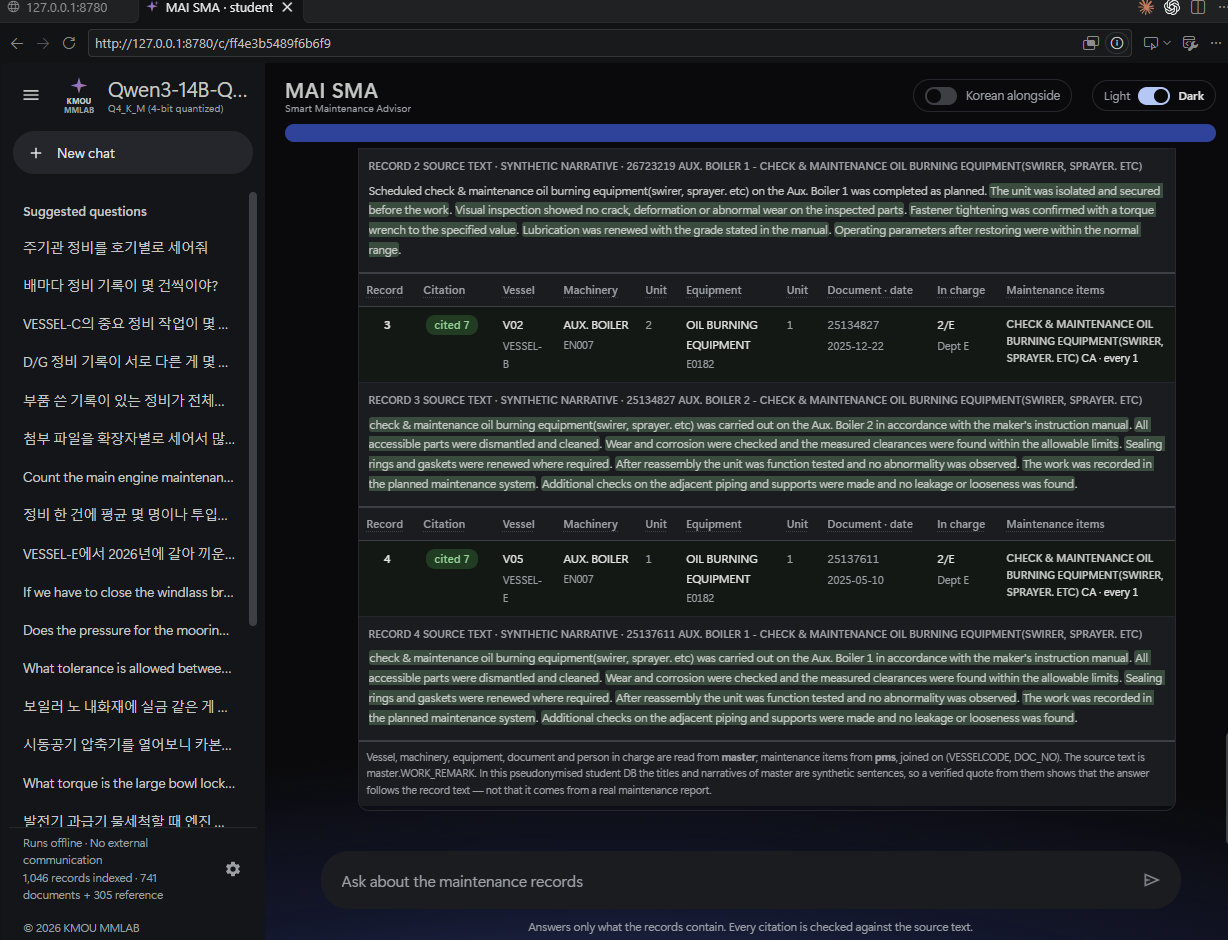 127.0.0.1:8780
MAI SMA · student
http://127.0.0.1:8780/c/ff4e3b5489f6b6f9
KMOU
MMLAB
Qwen3-14B-Q...
Q4_K_M (4-bit quantized)
New chat
Suggested questions
주기관 정비를 호기별로 세어줘
배마다 정비 기록이 몇 건씩이야?
VESSEL-C의 중요 정비 작업이 몇 ...
D/G 정비 기록이 서로 다른 게 몇 ...
부품 쓴 기록이 있는 정비가 전체...
첨부 파일을 확장자별로 세어서 많...
Count the main engine maintenan...
정비 한 건에 평균 몇 명이나 투입...
VESSEL-E에서 2026년에 갈아 끼운...
If we have to close the windlass br...
Does the pressure for the moorin...
What tolerance is allowed betwee...
보일러 노 내화재에 실금 같은 게 ...
시동공기 압축기를 열어보니 카본...
What torque is the large bowl lock...
발전기 과급기 물세척할 때 엔진 ...
Runs offline · No external
communication
1,046 records indexed · 741
documents + 305 reference
© 2026 KMOU MMLAB
MAI SMA
Smart Maintenance Advisor
Korean alongside
Light
Dark
RECORD 2 SOURCE TEXT · SYNTHETIC NARRATIVE · 26723219 AUX. BOILER 1 - CHECK & MAINTENANCE OIL BURNING EQUIPMENT(SWIRER, SPRAYER. ETC)
Scheduled check & maintenance oil burning equipment(swirer, sprayer. etc) on the Aux. Boiler 1 was completed as planned. The unit was isolated and secured
before the work. Visual inspection showed no crack, deformation or abnormal wear on the inspected parts. Fastener tightening was confirmed with a torque
wrench to the specified value. Lubrication was renewed with the grade stated in the manual. Operating parameters after restoring were within the normal
range.
Record Citation Vessel Machinery Unit Equipment Unit Document · date In charge Maintenance items
3 cited 7 V02 AUX. BOILER 2 OIL BURNING 1 25134827 2/E CHECK & MAINTENANCE OIL
VESSEL- EN007 EQUIPMENT 2025-12-22 Dept E BURNING EQUIPMENT(SWIRER,
B E0182 SPRAYER. ETC) CA · every 1
RECORD 3 SOURCE TEXT · SYNTHETIC NARRATIVE · 25134827 AUX. BOILER 2 - CHECK & MAINTENANCE OIL BURNING EQUIPMENT(SWIRER, SPRAYER. ETC)
check & maintenance oil burning equipment(swirer, sprayer. etc) was carried out on the Aux. Boiler 2 in accordance with the maker's instruction manual. All
accessible parts were dismantled and cleaned. Wear and corrosion were checked and the measured clearances were found within the allowable limits. Sealing
rings and gaskets were renewed where required. After reassembly the unit was function tested and no abnormality was observed. The work was recorded in
the planned maintenance system. Additional checks on the adjacent piping and supports were made and no leakage or looseness was found.
Record Citation Vessel Machinery Unit Equipment Unit Document · date In charge Maintenance items
4 cited 7 V05 AUX. BOILER 1 OIL BURNING 1 25137611 2/E CHECK & MAINTENANCE OIL
VESSEL- EN007 EQUIPMENT 2025-05-10 Dept E BURNING EQUIPMENT(SWIRER,
E E0182 SPRAYER. ETC) CA · every 1
RECORD 4 SOURCE TEXT · SYNTHETIC NARRATIVE · 25137611 AUX. BOILER 1 - CHECK & MAINTENANCE OIL BURNING EQUIPMENT(SWIRER, SPRAYER. ETC)
check & maintenance oil burning equipment(swirer, sprayer. etc) was carried out on the Aux. Boiler 1 in accordance with the maker's instruction manual. All
accessible parts were dismantled and cleaned. Wear and corrosion were checked and the measured clearances were found within the allowable limits. Sealing
rings and gaskets were renewed where required. After reassembly the unit was function tested and no abnormality was observed. The work was recorded in
the planned maintenance system. Additional checks on the adjacent piping and supports were made and no leakage or looseness was found.
Vessel, machinery, equipment, document and person in charge are read from master; maintenance items from pms, joined on (VESSELCODE, DOC_NO). The source text is
master.WORK_REMARK. In this pseudonymised student DB the titles and narratives of master are synthetic sentences, so a verified quote from them shows that the answer
follows the record text — not that it comes from a real maintenance report.
Ask about the maintenance records
Answers only what the records contain. Every citation is checked against the source text.